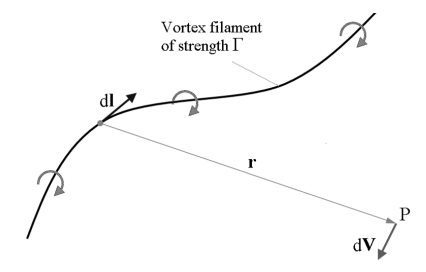 Vortex filament
of strength Γ
dl
r
P
dV